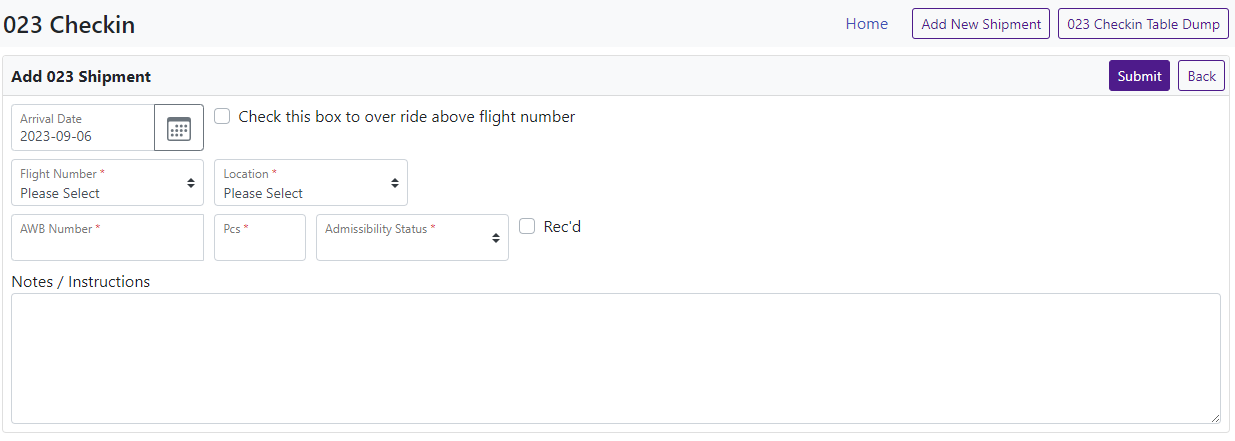 023 Checkin
Home
Add New Shipment
023 Checkin Table Dump
Add 023 Shipment
Submit
Back
Arrival Date
2023-09-06
Check this box to over ride above flight number
Flight Number *
Please Select
Location *
Please Select
AWB Number *
Pcs *
Admissibility Status *
Rec'd
Notes / Instructions